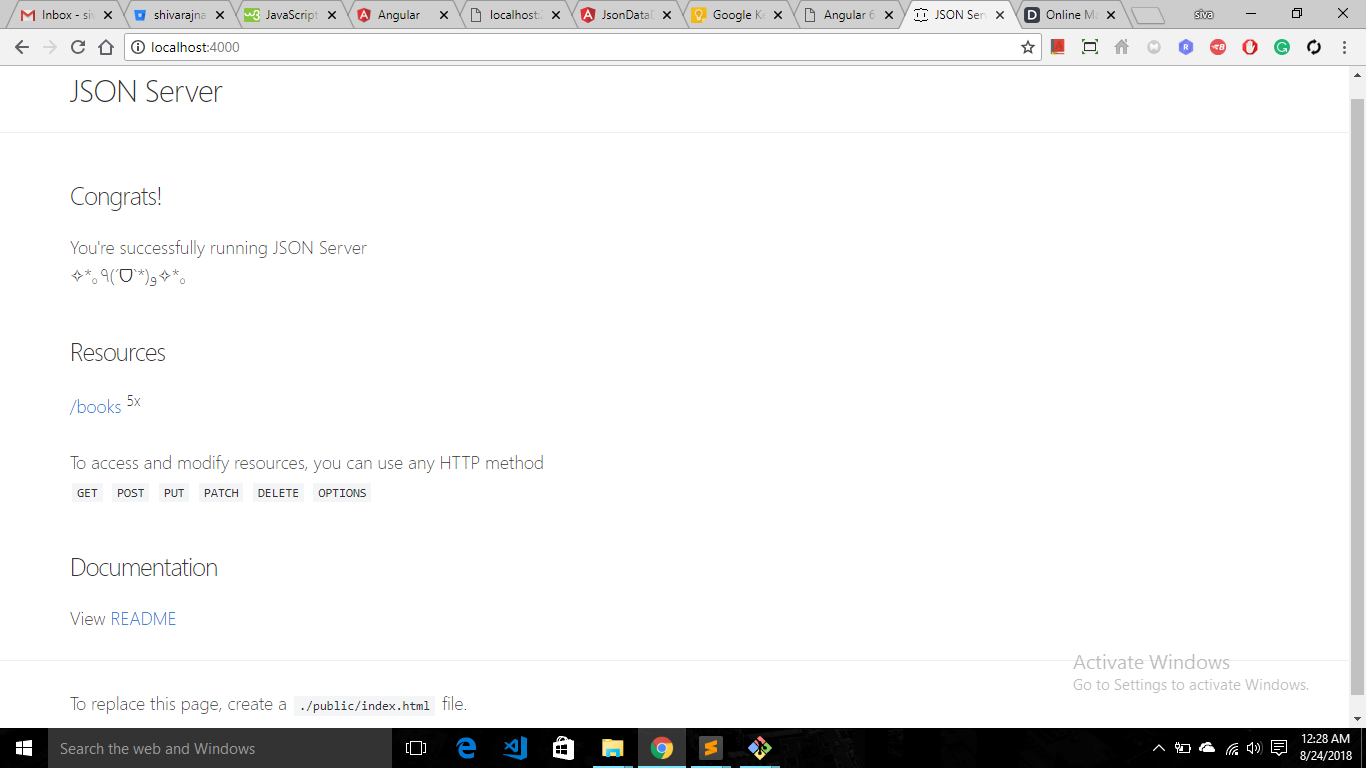 Inbox - siv
shivarajna
JavaScript
Angular
localhost:
JsonDataD
Google Ke
Angular 6
JSON Serv
Online Ma
siva
localhost:4000
JSON Server
Congrats!
You're successfully running JSON Server
✧*｡٩(ˊᗜˋ*)و✧*｡
Resources
/books 5x
To access and modify resources, you can use any HTTP method
GET POST PUT PATCH DELETE OPTIONS
Documentation
View README
Activate Windows
Go to Settings to activate Windows.
To replace this page, create a ./public/index.html file.
Search the web and Windows
12:28 AM
8/24/2018